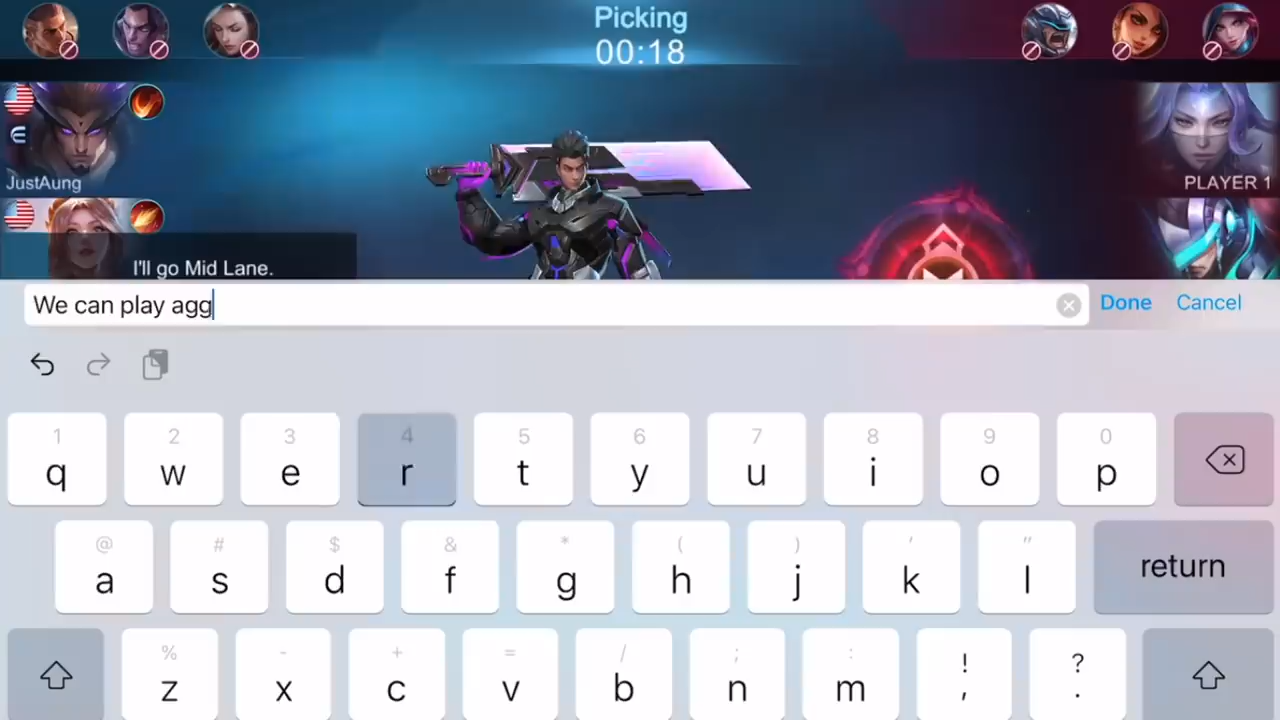 Picking
00:18
JustAung
PLAYER 1
I'll go Mid Lane.
We can play agg
Done
Cancel
1 2 3 4 5 6 7 8 9 0
q w e r t y u i o p
@ # $ & * ( ) ' "
a s d f g h j k l return
% - + = / ; : ! ?
z x c v b n m , .